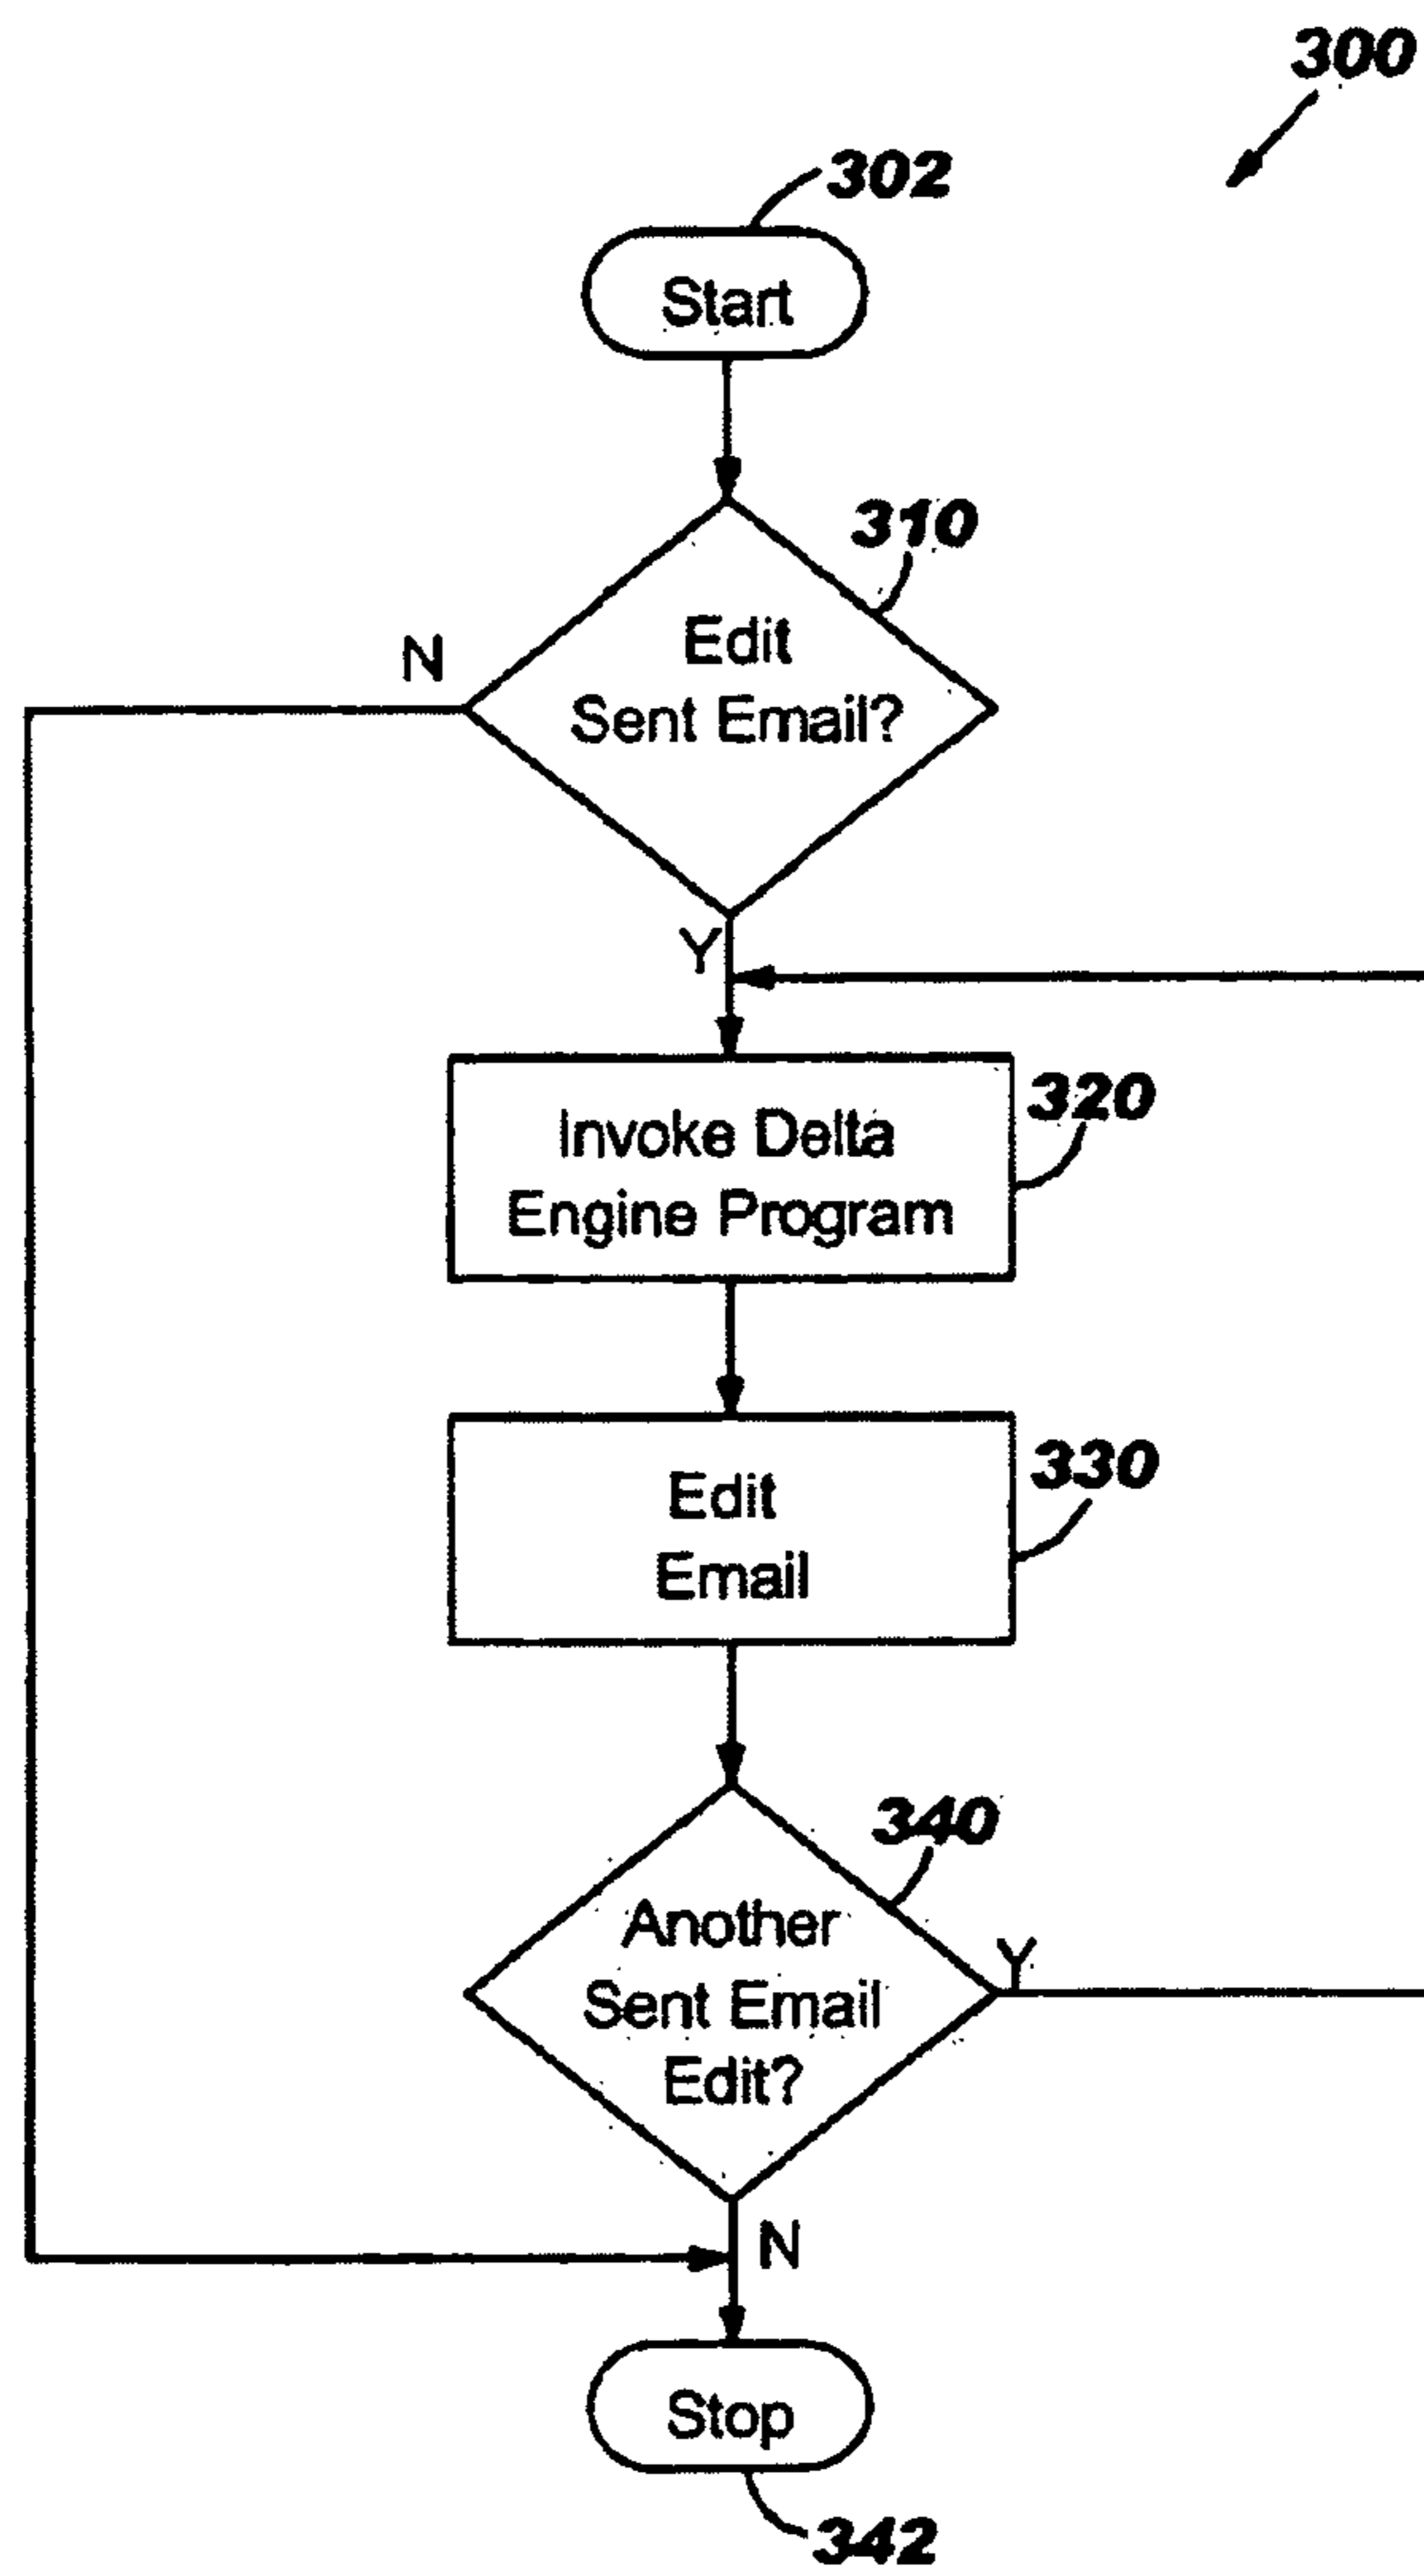 300
302
Start
310
N
Edit
Sent Email?
Y
320
Invoke Delta
Engine Program
330
Edit
Email
340
Another
Sent Email
Edit?
Y
N
Stop
342